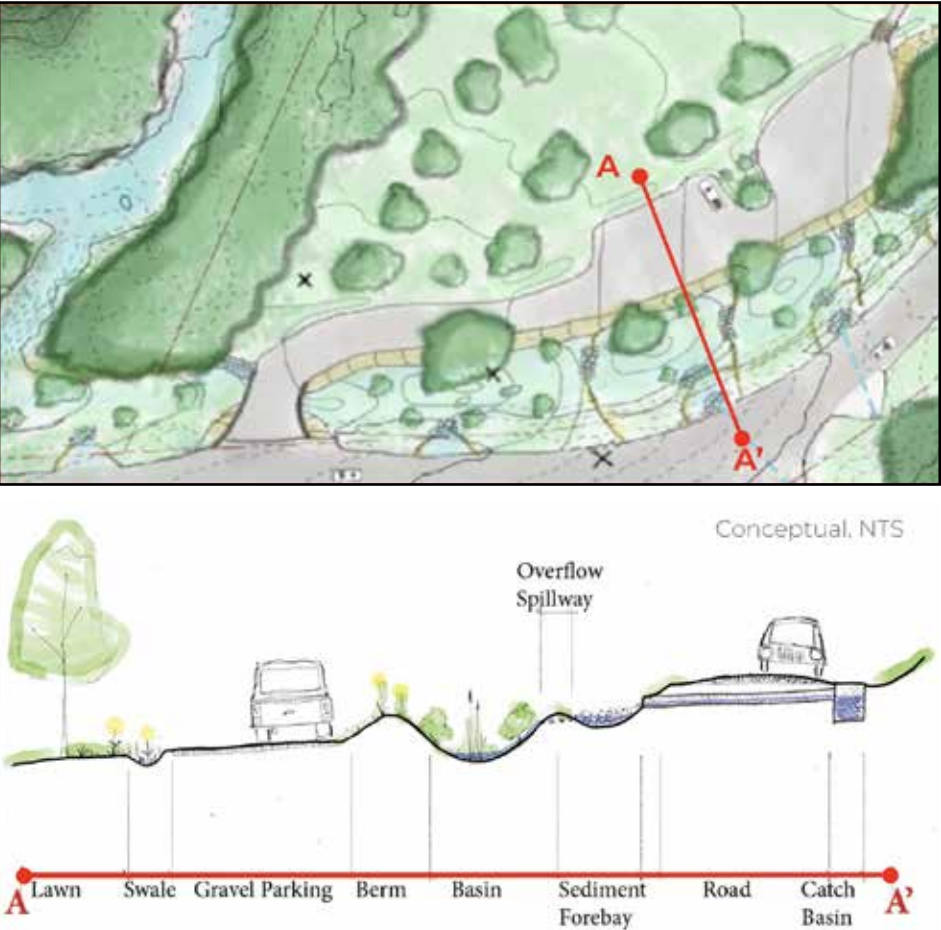 A
A'
Conceptual, NTS
Overflow
Spillway
A
Lawn
Swale
Gravel Parking
Berm
Basin
Sediment
Forebay
Road
Catch
Basin
A'